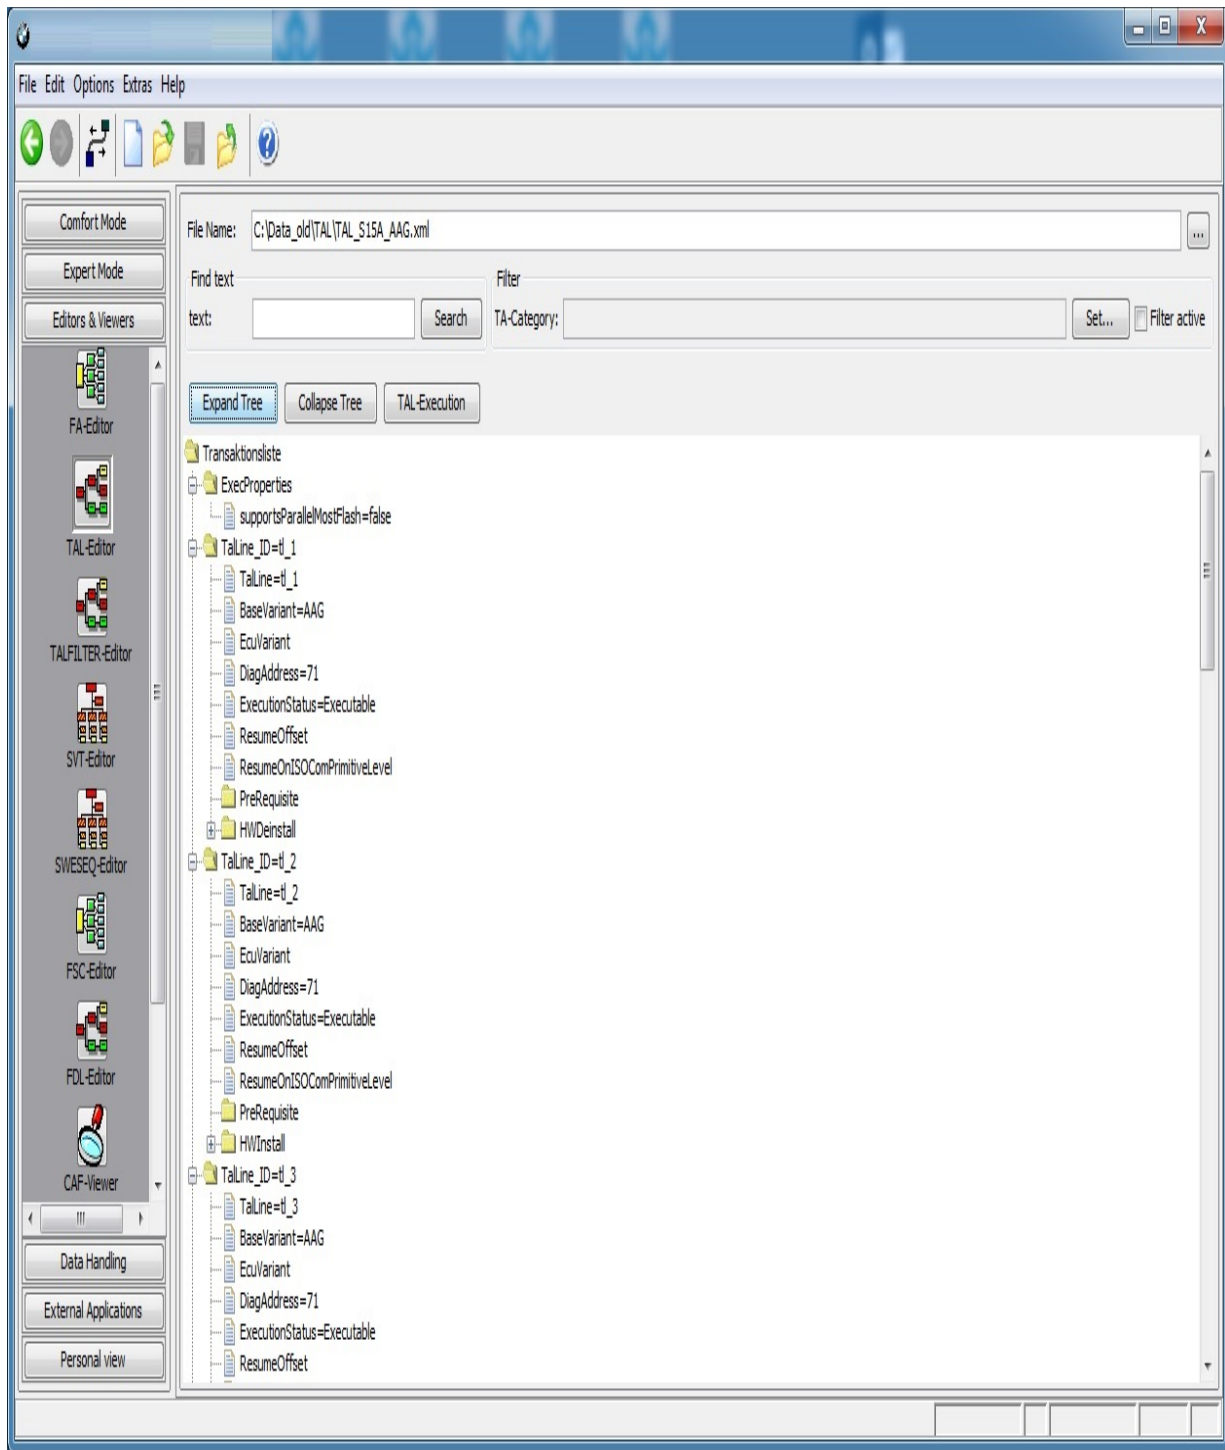 File Edit Options Extras Help
Comfort Mode
Expert Mode
Editors & Viewers
FA-Editor
TAL-Editor
TALFILTER-Editor
SVT-Editor
SWESEQ-Editor
FSC-Editor
FDL-Editor
CAF-Viewer
Data Handling
External Applications
Personal view
File Name: C:\Data_old\TAL\TAL_S15A_AAG.xml ...
Find text
text: Search
Filter
TA-Category: Set... Filter active
Expand Tree Collapse Tree TAL-Execution
Transaktionsliste
ExecProperties
supportsParallelMostFlash=false
TalLine_ID=tl_1
TalLine=tl_1
BaseVariant=AAG
EcuVariant
DiagAddress=71
ExecutionStatus=Executable
ResumeOffset
ResumeOnISOComPrimitiveLevel
PreRequisite
HWDeinstall
TalLine_ID=tl_2
TalLine=tl_2
BaseVariant=AAG
EcuVariant
DiagAddress=71
ExecutionStatus=Executable
ResumeOffset
ResumeOnISOComPrimitiveLevel
PreRequisite
HWInstall
TalLine_ID=tl_3
TalLine=tl_3
BaseVariant=AAG
EcuVariant
DiagAddress=71
ExecutionStatus=Executable
ResumeOffset